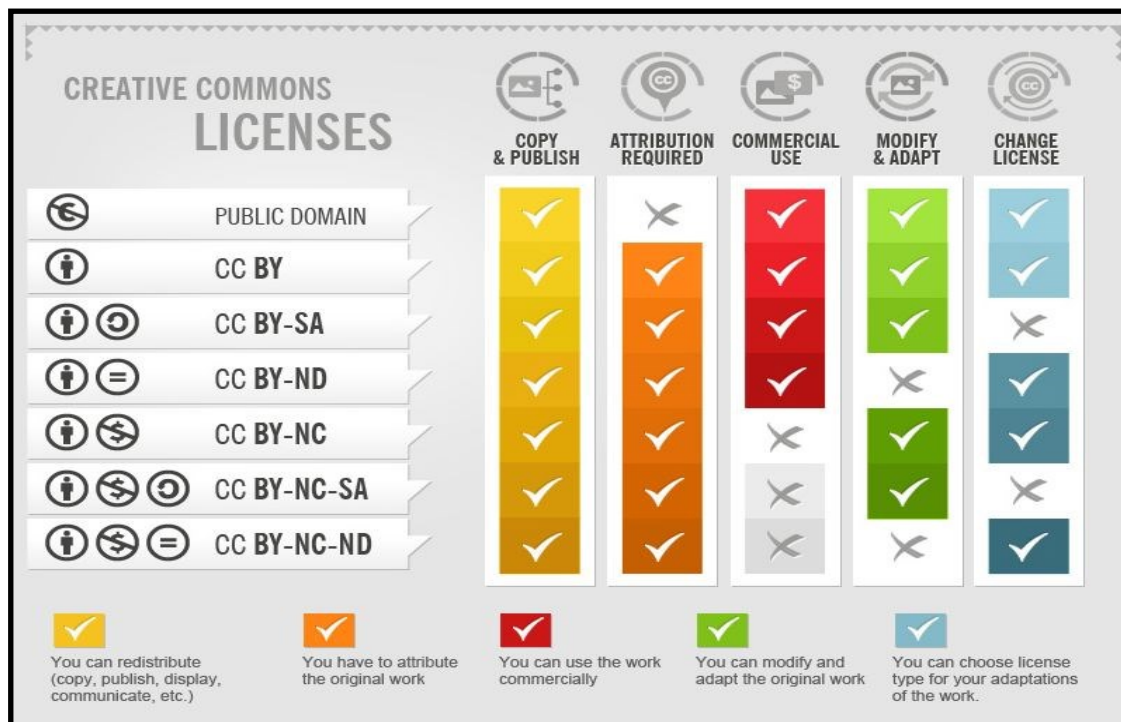 CREATIVE COMMONS
LICENSES
COPY
& PUBLISH
ATTRIBUTION
REQUIRED
COMMERCIAL
USE
MODIFY
& ADAPT
CHANGE
LICENSE
PUBLIC DOMAIN
CC BY
CC BY-SA
CC BY-ND
CC BY-NC
CC BY-NC-SA
CC BY-NC-ND
You can redistribute
(copy, publish, display,
communicate, etc.)
You have to attribute
the original work
You can use the work
commercially
You can modify and
adapt the original work
You can choose license
type for your adaptations
of the work.